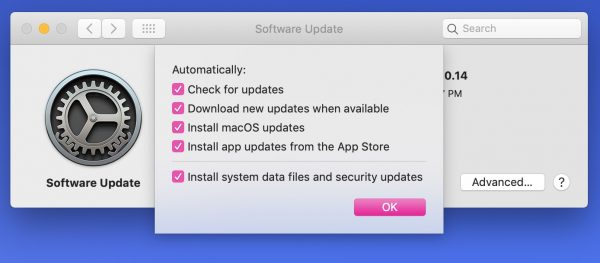 Software Update
Search
Automatically:
Check for updates
Download new updates when available
Install macOS updates
Install app updates from the App Store
Install system data files and security updates
OK
Software Update
0.14
PM
Advanced...
?